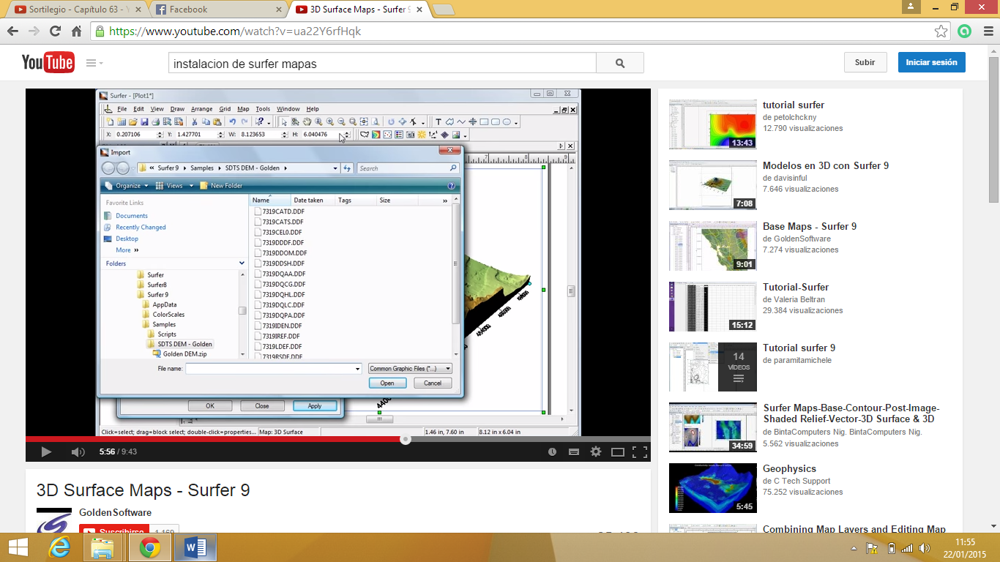 Sortilegio - Capítulo 63 - Y
Facebook
3D Surface Maps - Surfer 9
https://www.youtube.com/watch?v=ua22Y6rfHqk
YouTube
instalacion de surfer mapas
Subir
Iniciar sesión
Surfer - [Plot1*]
File Edit View Draw Arrange Grid Map Tools Window Help
X: 0.207106 Y: 1.427701 W: 8.123653 H: 6.040476
Import
Surfer 9 Samples SDTS DEM - Golden
Search
Organize Views New Folder
Favorite Links
Documents
Recently Changed
Desktop
More »
Folders
Surfer
Surfer8
Surfer 9
AppData
ColorScales
Samples
Scripts
SDTS DEM - Golden
Golden DEM.zip
Name Date taken Tags Size »
7319CATD.DDF
7319CATS.DDF
7319CEL0.DDF
7319DDDF.DDF
7319DDOM.DDF
7319DDSH.DDF
7319DQAA.DDF
7319DQCG.DDF
7319DQHL.DDF
7319DQLC.DDF
7319DQPA.DDF
7319IDEN.DDF
7319IREF.DDF
7319LDEF.DDF
7319RSDF.DDF
File name:
Common Graphic Files (*...)
Open Cancel
OK Close Apply
7 8 9
Click=select; drag=block select; double-click=properties... Map: 3D Surface 1.46 in, 7.60 in 8.12 in x 6.04 in
5:56 / 9:43
3D Surface Maps - Surfer 9
GoldenSoftware
Suscribirse 1.169
tutorial surfer
de petolchckny
12.790 visualizaciones
13:43
Modelos en 3D con Surfer 9
de davisinful
7.646 visualizaciones
7:08
Base Maps - Surfer 9
de GoldenSoftware
7.274 visualizaciones
9:01
Tutorial-Surfer
de Valeria Beltran
29.384 visualizaciones
15:12
Tutorial surfer 9
de paramitamichele
14
VÍDEOS
Surfer Maps-Base-Contour-Post-Image-
Shaded Relief-Vector-3D Surface & 3D
de BintaComputers Nig. BintaComputers Nig.
5.562 visualizaciones
34:59
Geophysics
de C Tech Support
75.252 visualizaciones
5:45
Combining Map Layers and Editing Map
11:55
22/01/2015